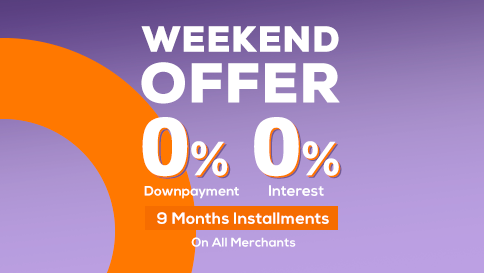 WEEKEND
OFFER
0% 0%
Downpayment Interest
9 Months Installments
On All Merchants